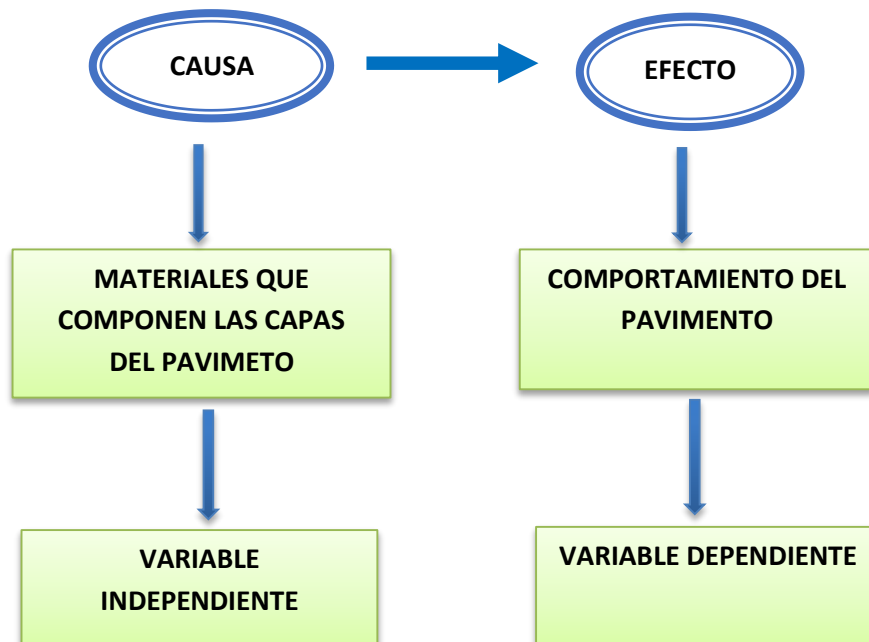 CAUSA
EFECTO
MATERIALES QUE
COMPONEN LAS CAPAS
DEL PAVIMETO
COMPORTAMIENTO DEL
PAVIMENTO
VARIABLE
INDEPENDIENTE
VARIABLE DEPENDIENTE